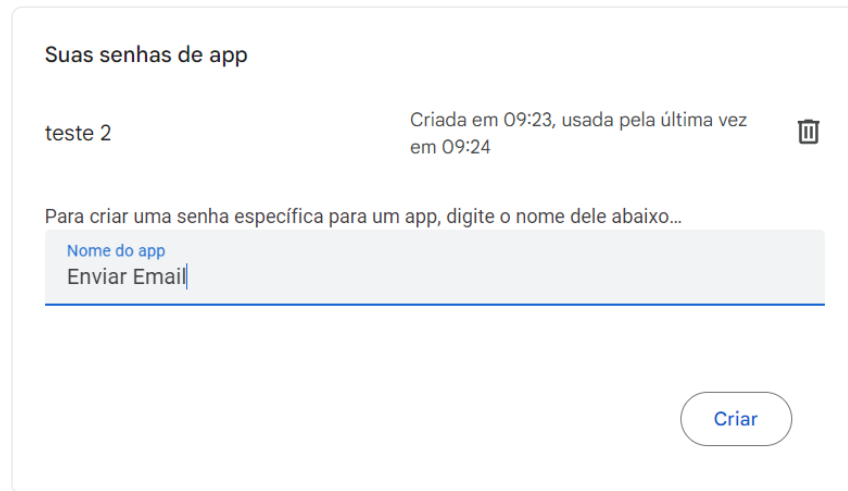 Suas senhas de app
teste 2
Criada em 09:23, usada pela última vez
em 09:24
Para criar uma senha específica para um app, digite o nome dele abaixo...
Nome do app
Enviar Email
Criar